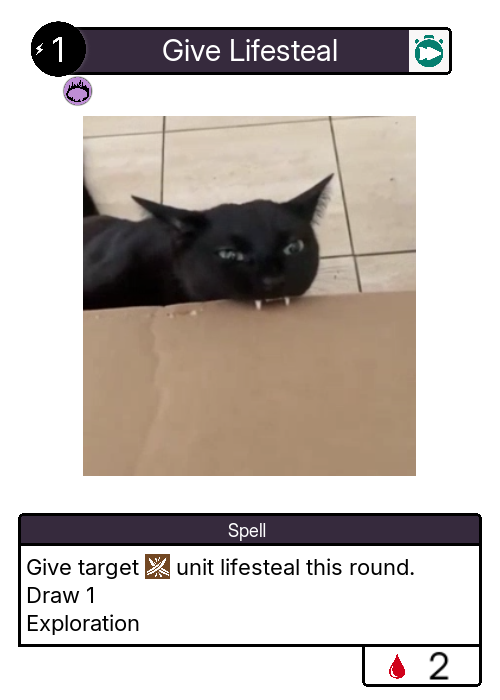 1
Give Lifesteal
Spell
Give target unit lifesteal this round.
Draw 1
Exploration
2